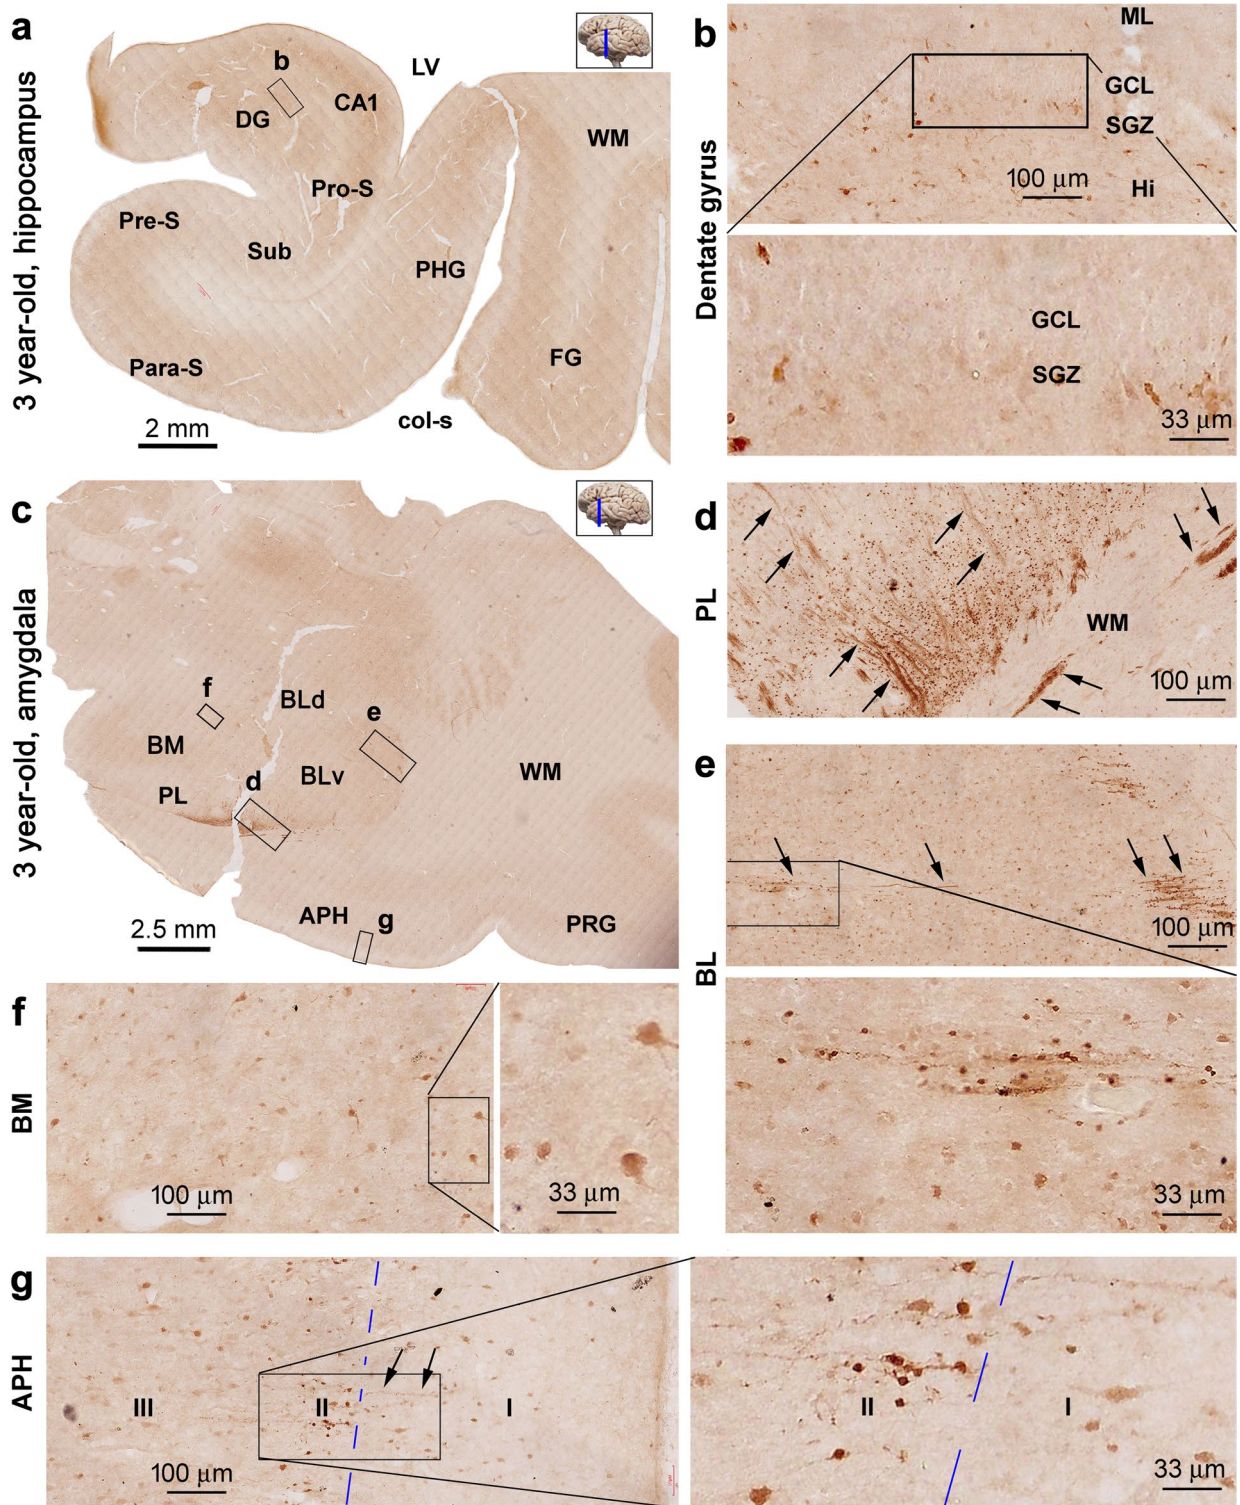 a
3 year-old, hippocampus
b
LV
CA1
DG
WM
Pro-S
Pre-S
Sub
PHG
Para-S
FG
col-s
2 mm
b
Dentate gyrus
ML
GCL
SGZ
100 µm
Hi
GCL
SGZ
33 µm
c
3 year-old, amygdala
f
BLd
e
BM
BLv
WM
d
PL
APH
g
PRG
2.5 mm
d
PL
WM
100 µm
e
BL
100 µm
33 µm
f
BM
100 µm
33 µm
g
APH
III
II
I
100 µm
II
I
33 µm